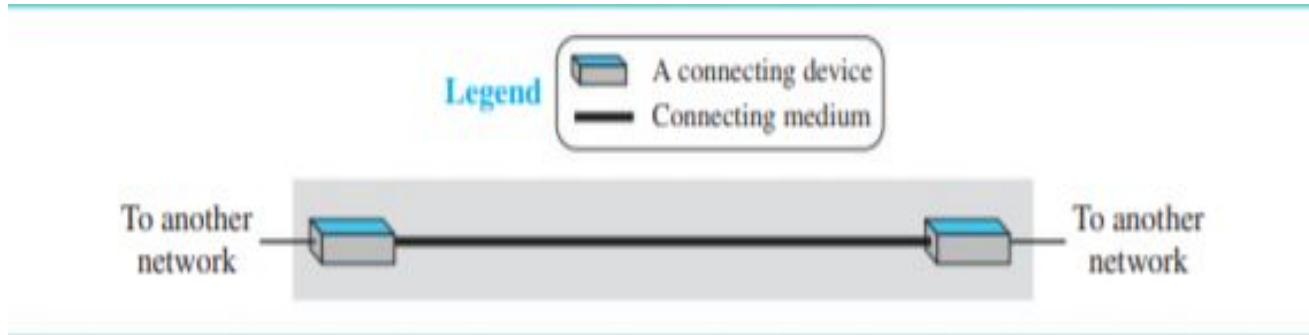 Legend
A connecting device
Connecting medium
To another
network
To another
network